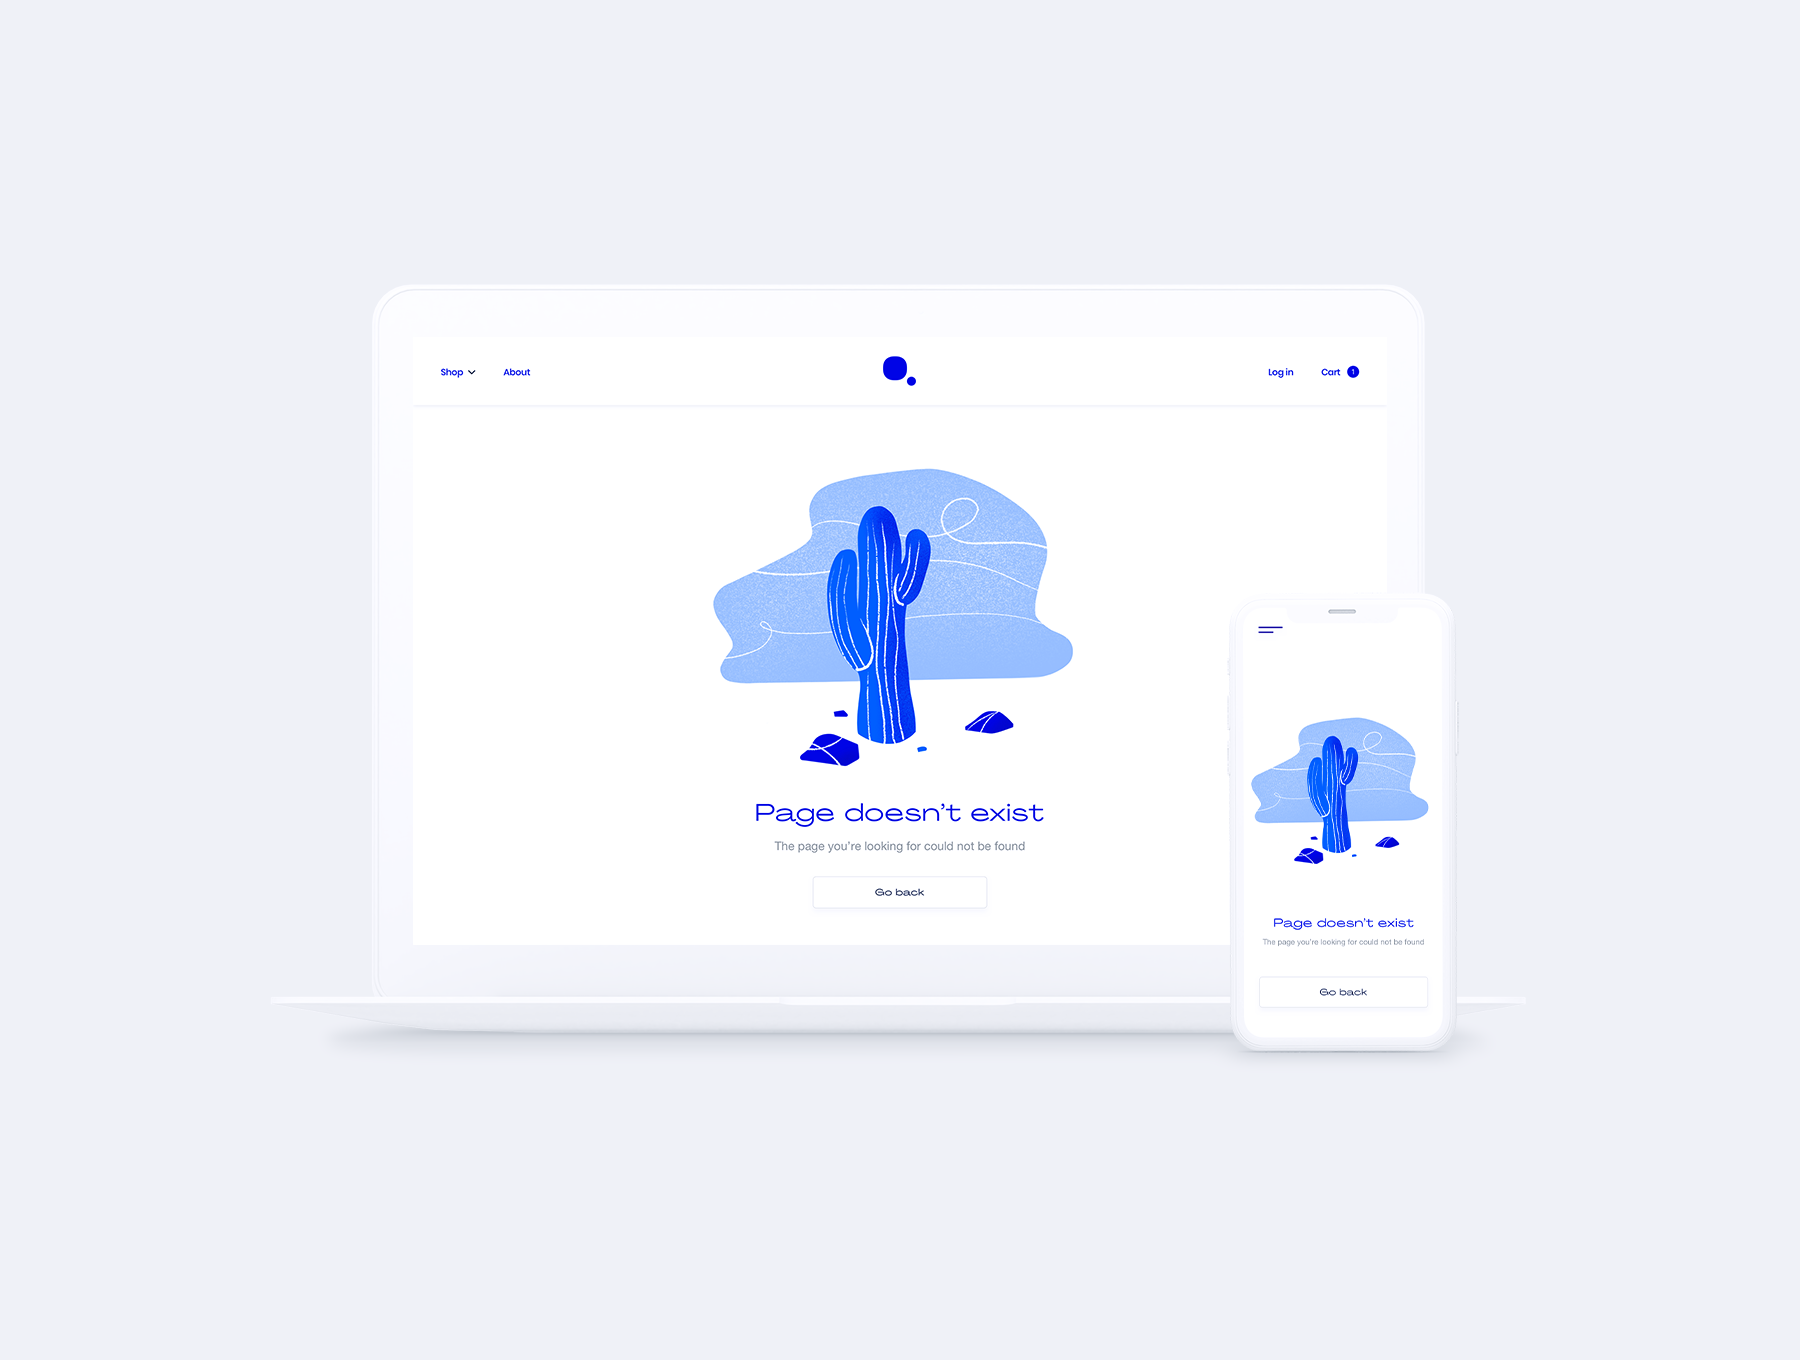 Shop
About
Log in
Cart 1
Page doesn’t exist
The page you’re looking for could not be found
Go back
Page doesn’t exist
The page you’re looking for could not be found
Go back